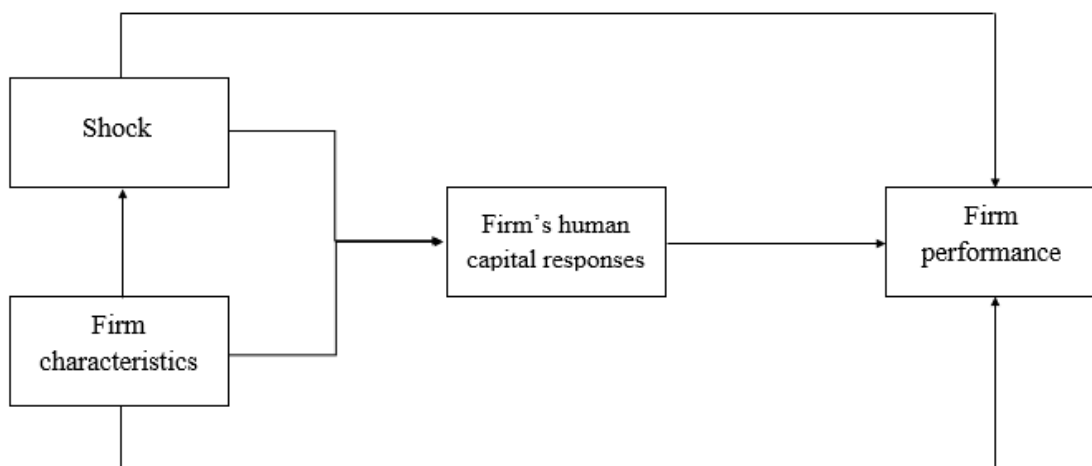 Shock
Firm's human
capital responses
Firm
performance
Firm
characteristics